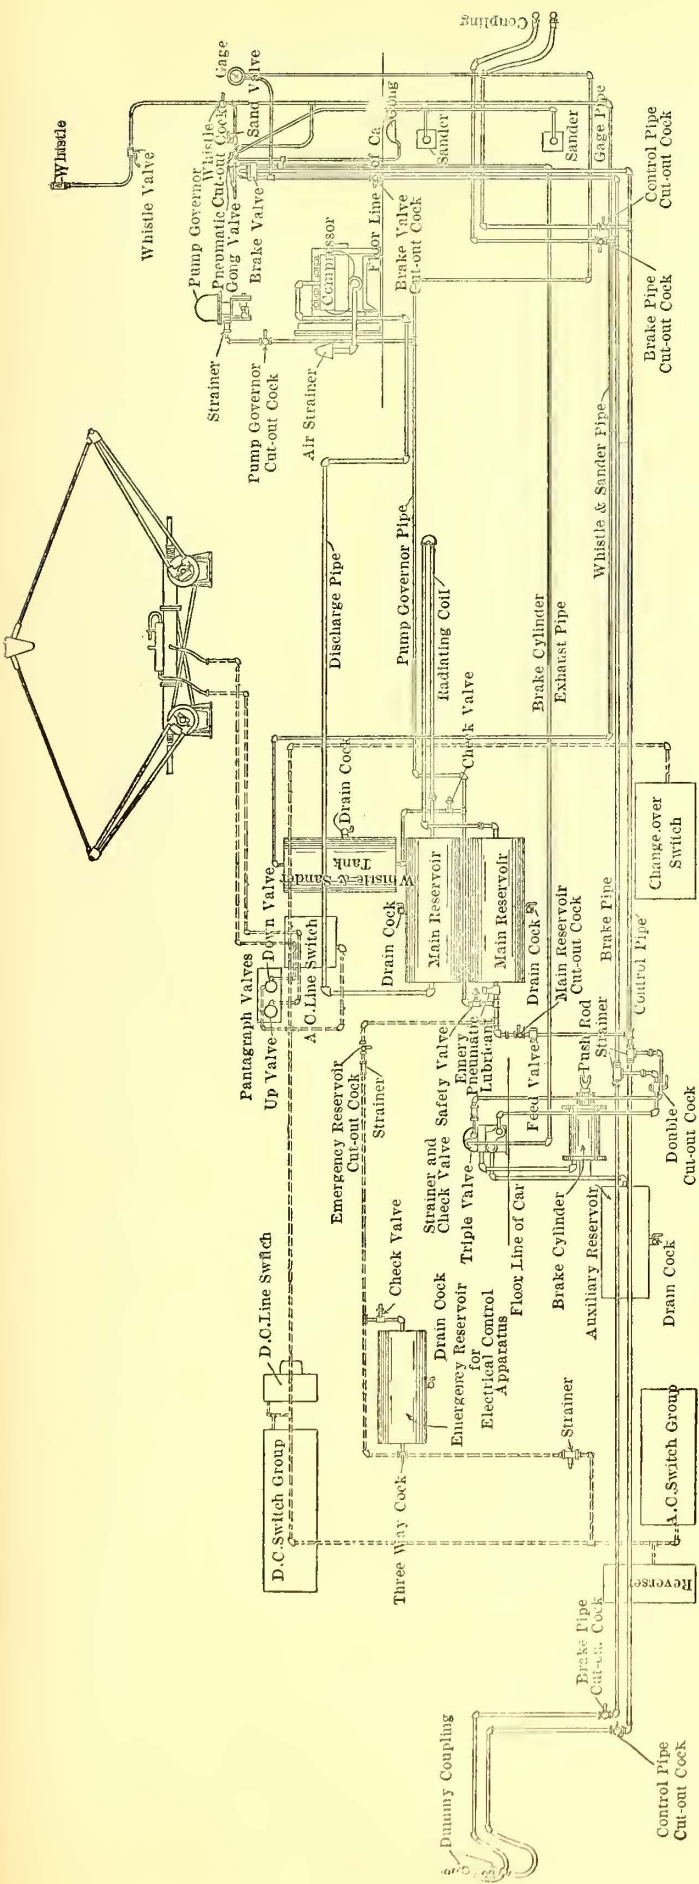 Whistle
Whistle Valve
Coupling
Gage
Sand Valve
Whistle
Cut-out Cock
Pump Governor
Pneumatic
Gong Valve
Brake Valve
Gong
Sander
Sander
Gage Pipe
Control Pipe
Cut-out Cock
Brake Pipe
Cut-out Cock
Brake Valve
Cut-out Cock
Floor Line of Ca
Compressor
Strainer
Pump Governor
Cut-out Cock
Air Strainer
Discharge Pipe
Pump Governor Pipe
Radiating Coil
Check Valve
Brake Cylinder
Exhaust Pipe
Whistle & Sander Pipe
Pantagraph Valves
Up Valve
Down Valve
A.C. Line Switch
Whistle & Sander
Tank
Drain Cock
Drain Cock
Main Reservoir
Main Reservoir
Drain Cock
Main Reservoir
Cut-out Cock
Change-over
Switch
Brake Pipe
Control Pipe
Emergency Reservoir
Cut-out Cock
Strainer
Safety Valve
Emery
Pneumatic
Lubricant
Feed Valve
Push Rod
Strainer
Strainer and
Check Valve
Triple Valve
Floor Line of Car
Brake Cylinder
Auxiliary Reservoir
Double
Cut-out Cock
Drain Cock
D.C. Line Switch
D.C. Switch Group
Check Valve
Drain Cock
Emergency Reservoir
for
Electrical Control
Apparatus
Three Way Cock
Strainer
A.C. Switch Group
Reverser
Brake Pipe
Cut-out Cock
Control Pipe
Cut-out Cock
Dummy Coupling